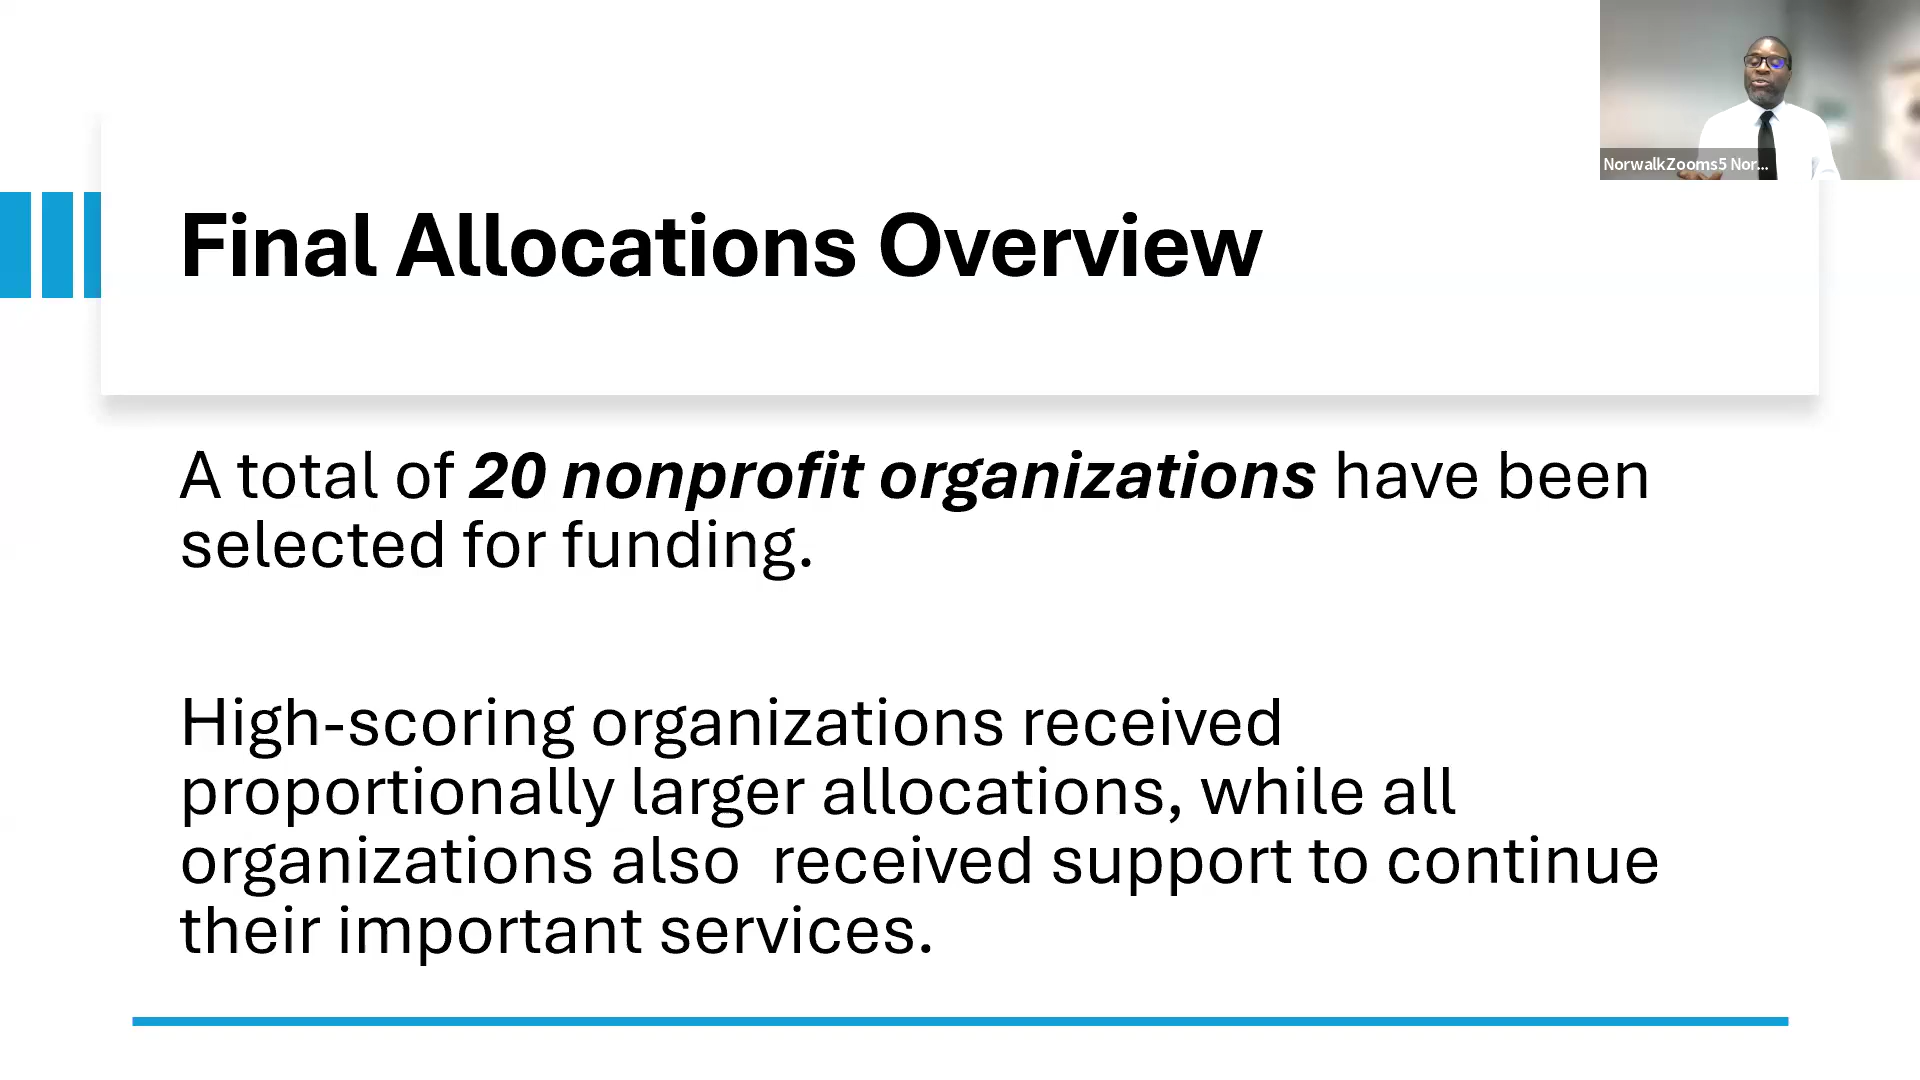 NorwalkZooms5 Nor...
Final Allocations Overview
A total of 20 nonprofit organizations have been
selected for funding.
High-scoring organizations received
proportionally larger allocations, while all
organizations also  received support to continue
their important services.